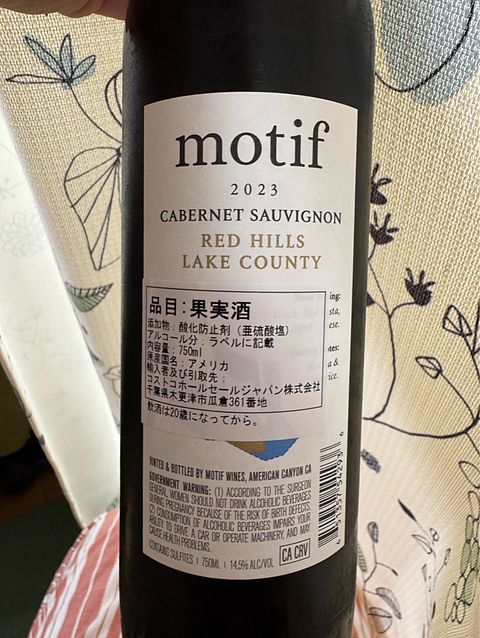 motif
2023
CABERNET SAUVIGNON
RED HILLS
LAKE COUNTY
品目:果実酒
添加物:酸化防止剤(亜硫酸塩)
アルコール分:ラベルに記載
内容量:750ml
原産国名:アメリカ
輸入者及び引取先:
コストコホールセールジャパン株式会社
千葉県木更津市瓜倉361番地
飲酒は20歳になってから。
VINTED & BOTTLED BY MOTIF WINES, AMERICAN CANYON CA
GOVERNMENT WARNING: (1) ACCORDING TO THE SURGEON
GENERAL, WOMEN SHOULD NOT DRINK ALCOHOLIC BEVERAGES
DURING PREGNANCY BECAUSE OF THE RISK OF BIRTH DEFECTS.
(2) CONSUMPTION OF ALCOHOLIC BEVERAGES IMPAIRS YOUR
ABILITY TO DRIVE A CAR OR OPERATE MACHINERY, AND MAY
CAUSE HEALTH PROBLEMS.
CONTAINS SULFITES | 750ML | 14.5% ALC/VOL
CA CRV